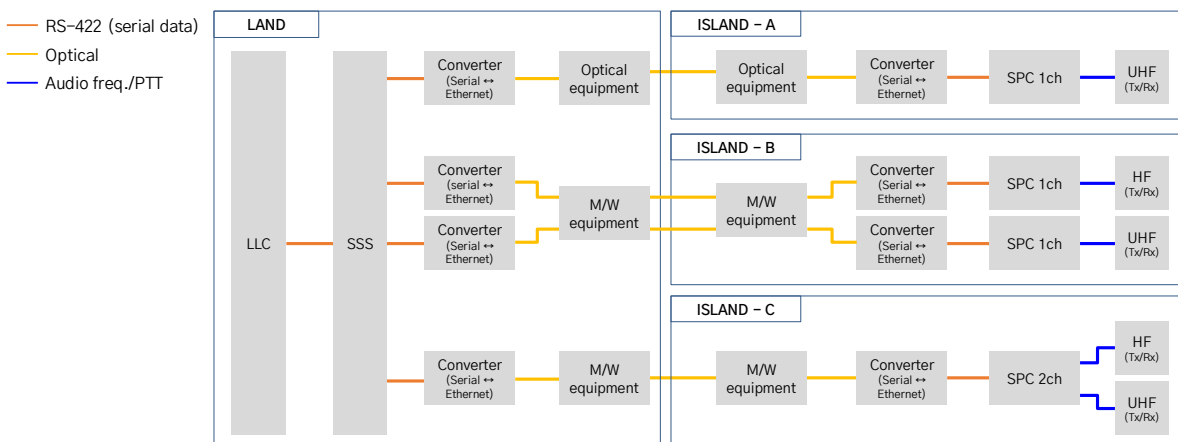 RS-422 (serial data)
Optical
Audio freq./PTT
LAND
LLC
SSS
Converter
(Serial ↔
Ethernet)
Optical
equipment
Converter
(serial ↔
Ethernet)
Converter
(Serial ↔
Ethernet)
M/W
equipment
Converter
(Serial ↔
Ethernet)
M/W
equipment
ISLAND - A
Optical
equipment
Converter
(Serial ↔
Ethernet)
SPC 1ch
UHF
(Tx/Rx)
ISLAND - B
M/W
equipment
Converter
(Serial ↔
Ethernet)
SPC 1ch
HF
(Tx/Rx)
Converter
(Serial ↔
Ethernet)
SPC 1ch
UHF
(Tx/Rx)
ISLAND - C
M/W
equipment
Converter
(Serial ↔
Ethernet)
SPC 2ch
HF
(Tx/Rx)
UHF
(Tx/Rx)